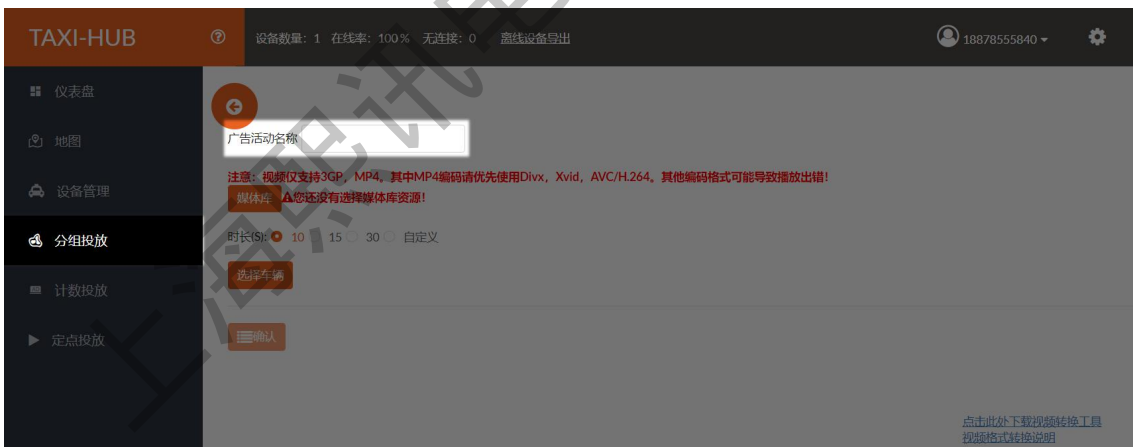 TAXI-HUB
设备数量: 1 在线率: 100% 无连接: 0 离线设备导出
18878555840
仪表盘
地图
设备管理
分组投放
计数投放
定点投放
广告活动名称
注意：视频仅支持3GP，MP4。其中MP4编码请优先使用Divx，Xvid，AVC/H.264。其他编码格式可能导致播放出错!
媒体库 您还没有选择媒体库资源!
时长(S): 10 15 30 自定义
选择车辆
确认
点击此外下载视频转换工具
视频格式转换说明
上海熙讯电